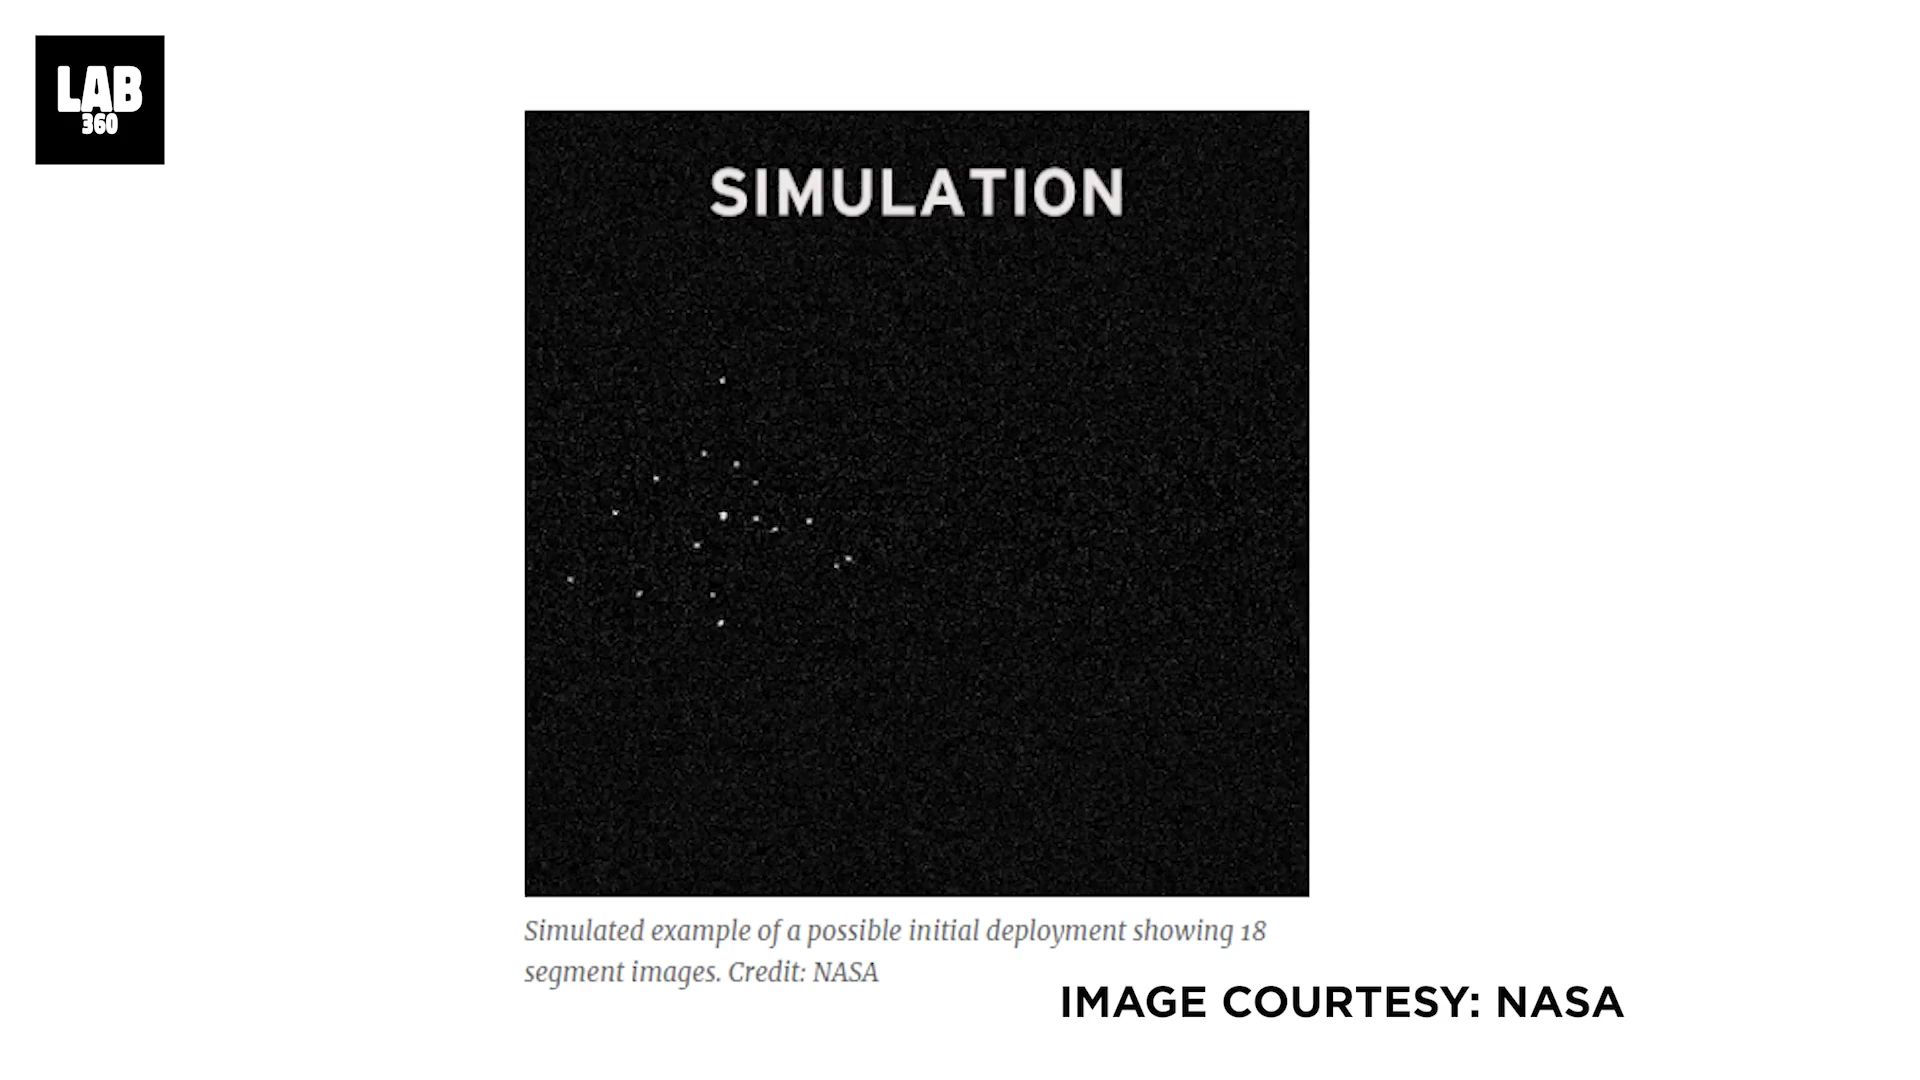 LAB
360
SIMULATION
Simulated example of a possible initial deployment showing 18
segment images. Credit: NASA
IMAGE COURTESY: NASA